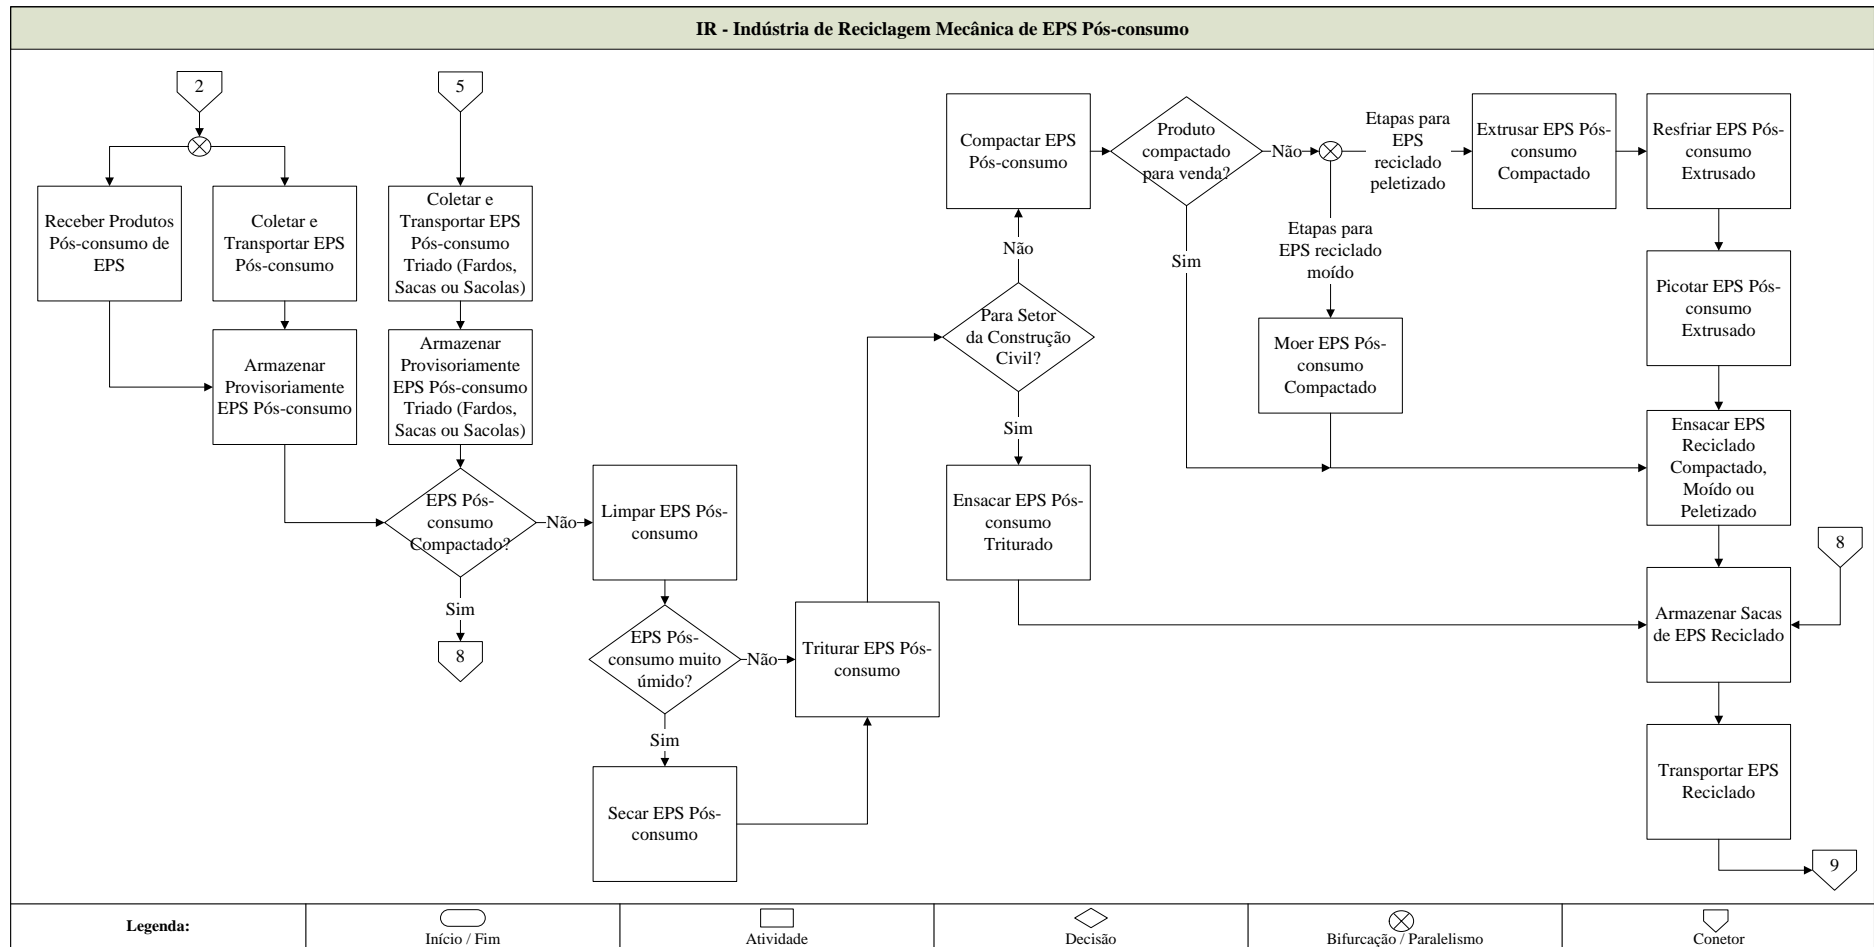 IR - Indústria de Reciclagem Mecânica de EPS Pós-consumo
2
5
Receber Produtos
Pós-consumo de
EPS
Coletar e
Transportar EPS
Pós-consumo
Coletar e
Transportar EPS
Pós-consumo
Triado (Fardos,
Sacas ou Sacolas)
Armazenar
Provisoriamente
EPS Pós-consumo
Armazenar
Provisoriamente
EPS Pós-consumo
Triado (Fardos,
Sacas ou Sacolas)
EPS Pós-
consumo
Compactado?
Não
Sim
8
Limpar EPS Pós-
consumo
EPS Pós-
consumo muito
úmido?
Não
Sim
Secar EPS Pós-
consumo
Triturar EPS Pós-
consumo
Para Setor
da Construção
Civil?
Não
Sim
Compactar EPS
Pós-consumo
Ensacar EPS Pós-
consumo
Triturado
Produto
compactado
para venda?
Não
Sim
Etapas para
EPS
reciclado
peletizado
Etapas para
EPS reciclado
moído
Moer EPS Pós-
consumo
Compactado
Extrusar EPS Pós-
consumo
Compactado
Resfriar EPS Pós-
consumo
Extrusado
Picotar EPS Pós-
consumo
Extrusado
Ensacar EPS
Reciclado
Compactado,
Moído ou
Peletizado
8
Armazenar Sacas
de EPS Reciclado
Transportar EPS
Reciclado
9
Legenda:
Início / Fim
Atividade
Decisão
Bifurcação / Paralelismo
Conetor